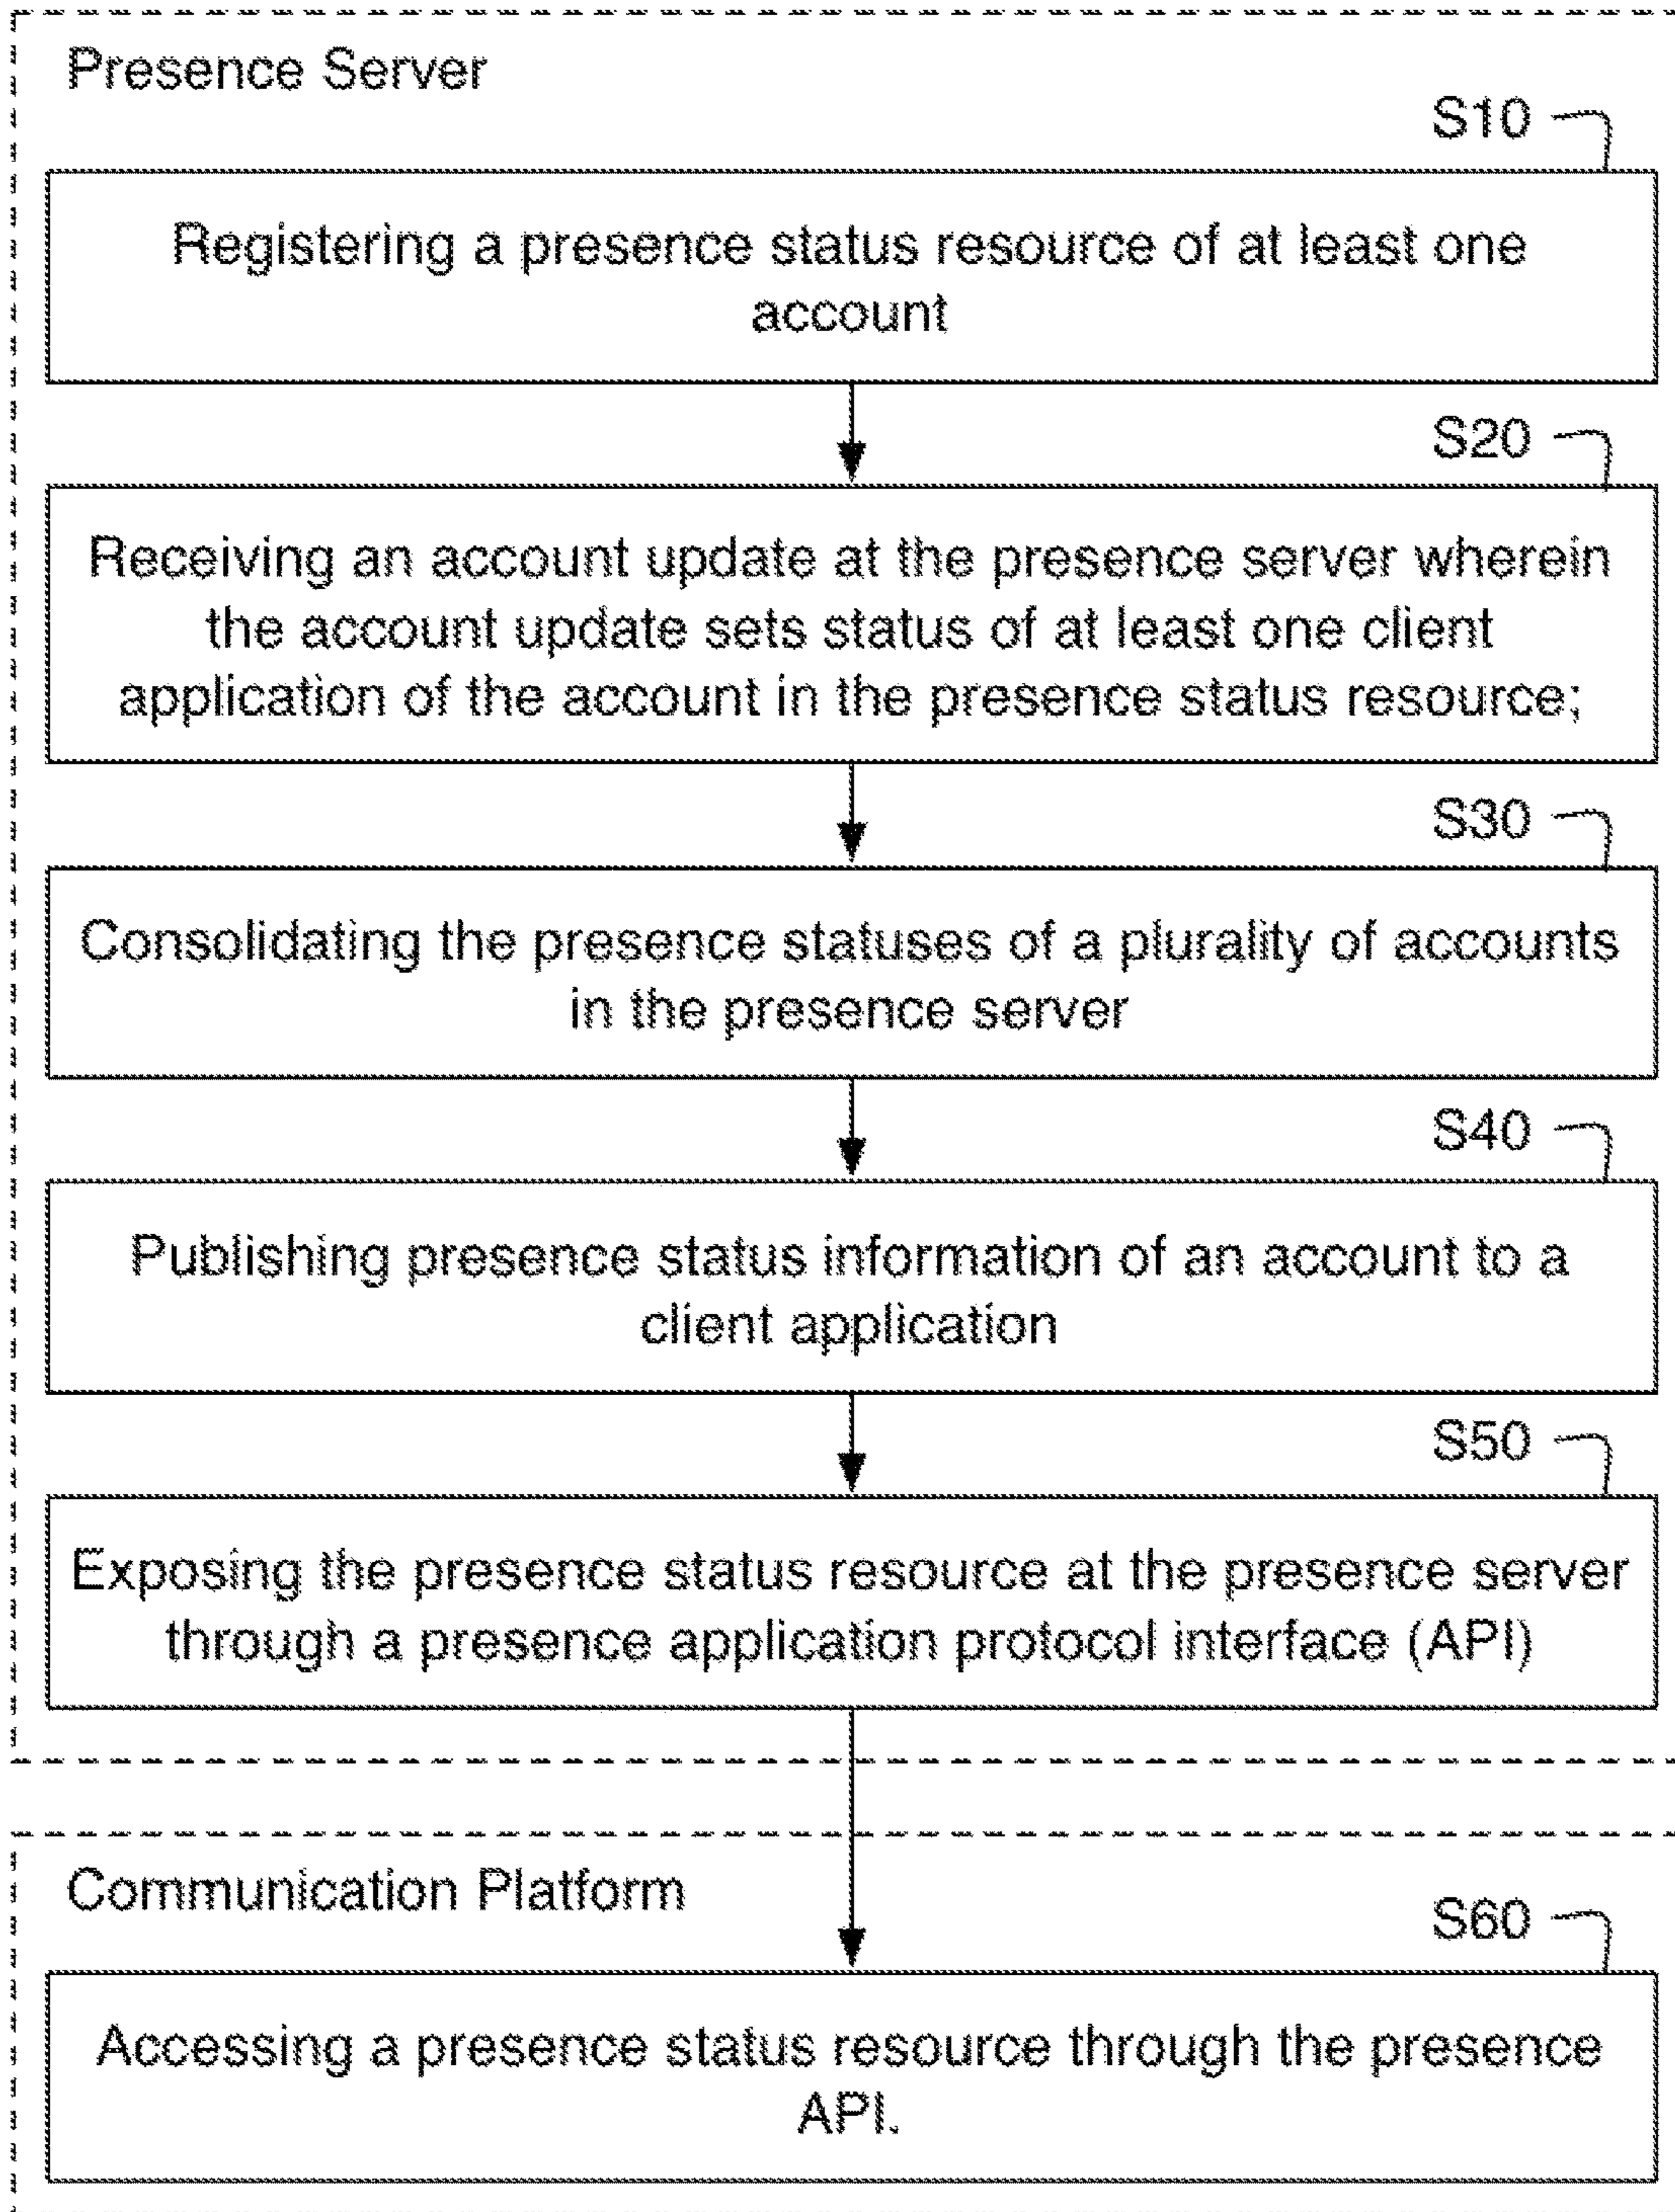 Presence Server
S10
Registering a presence status resource of at least one
account
S20
Receiving an account update at the presence server wherein
the account update sets status of at least one client
application of the account in the presence status resource;
S30
Consolidating the presence statuses of a plurality of accounts
in the presence server
S40
Publishing presence status information of an account to a
client application
S50
Exposing the presence status resource at the presence server
through a presence application protocol interface (API)
Communication Platform
S60
Accessing a presence status resource through the presence
API.